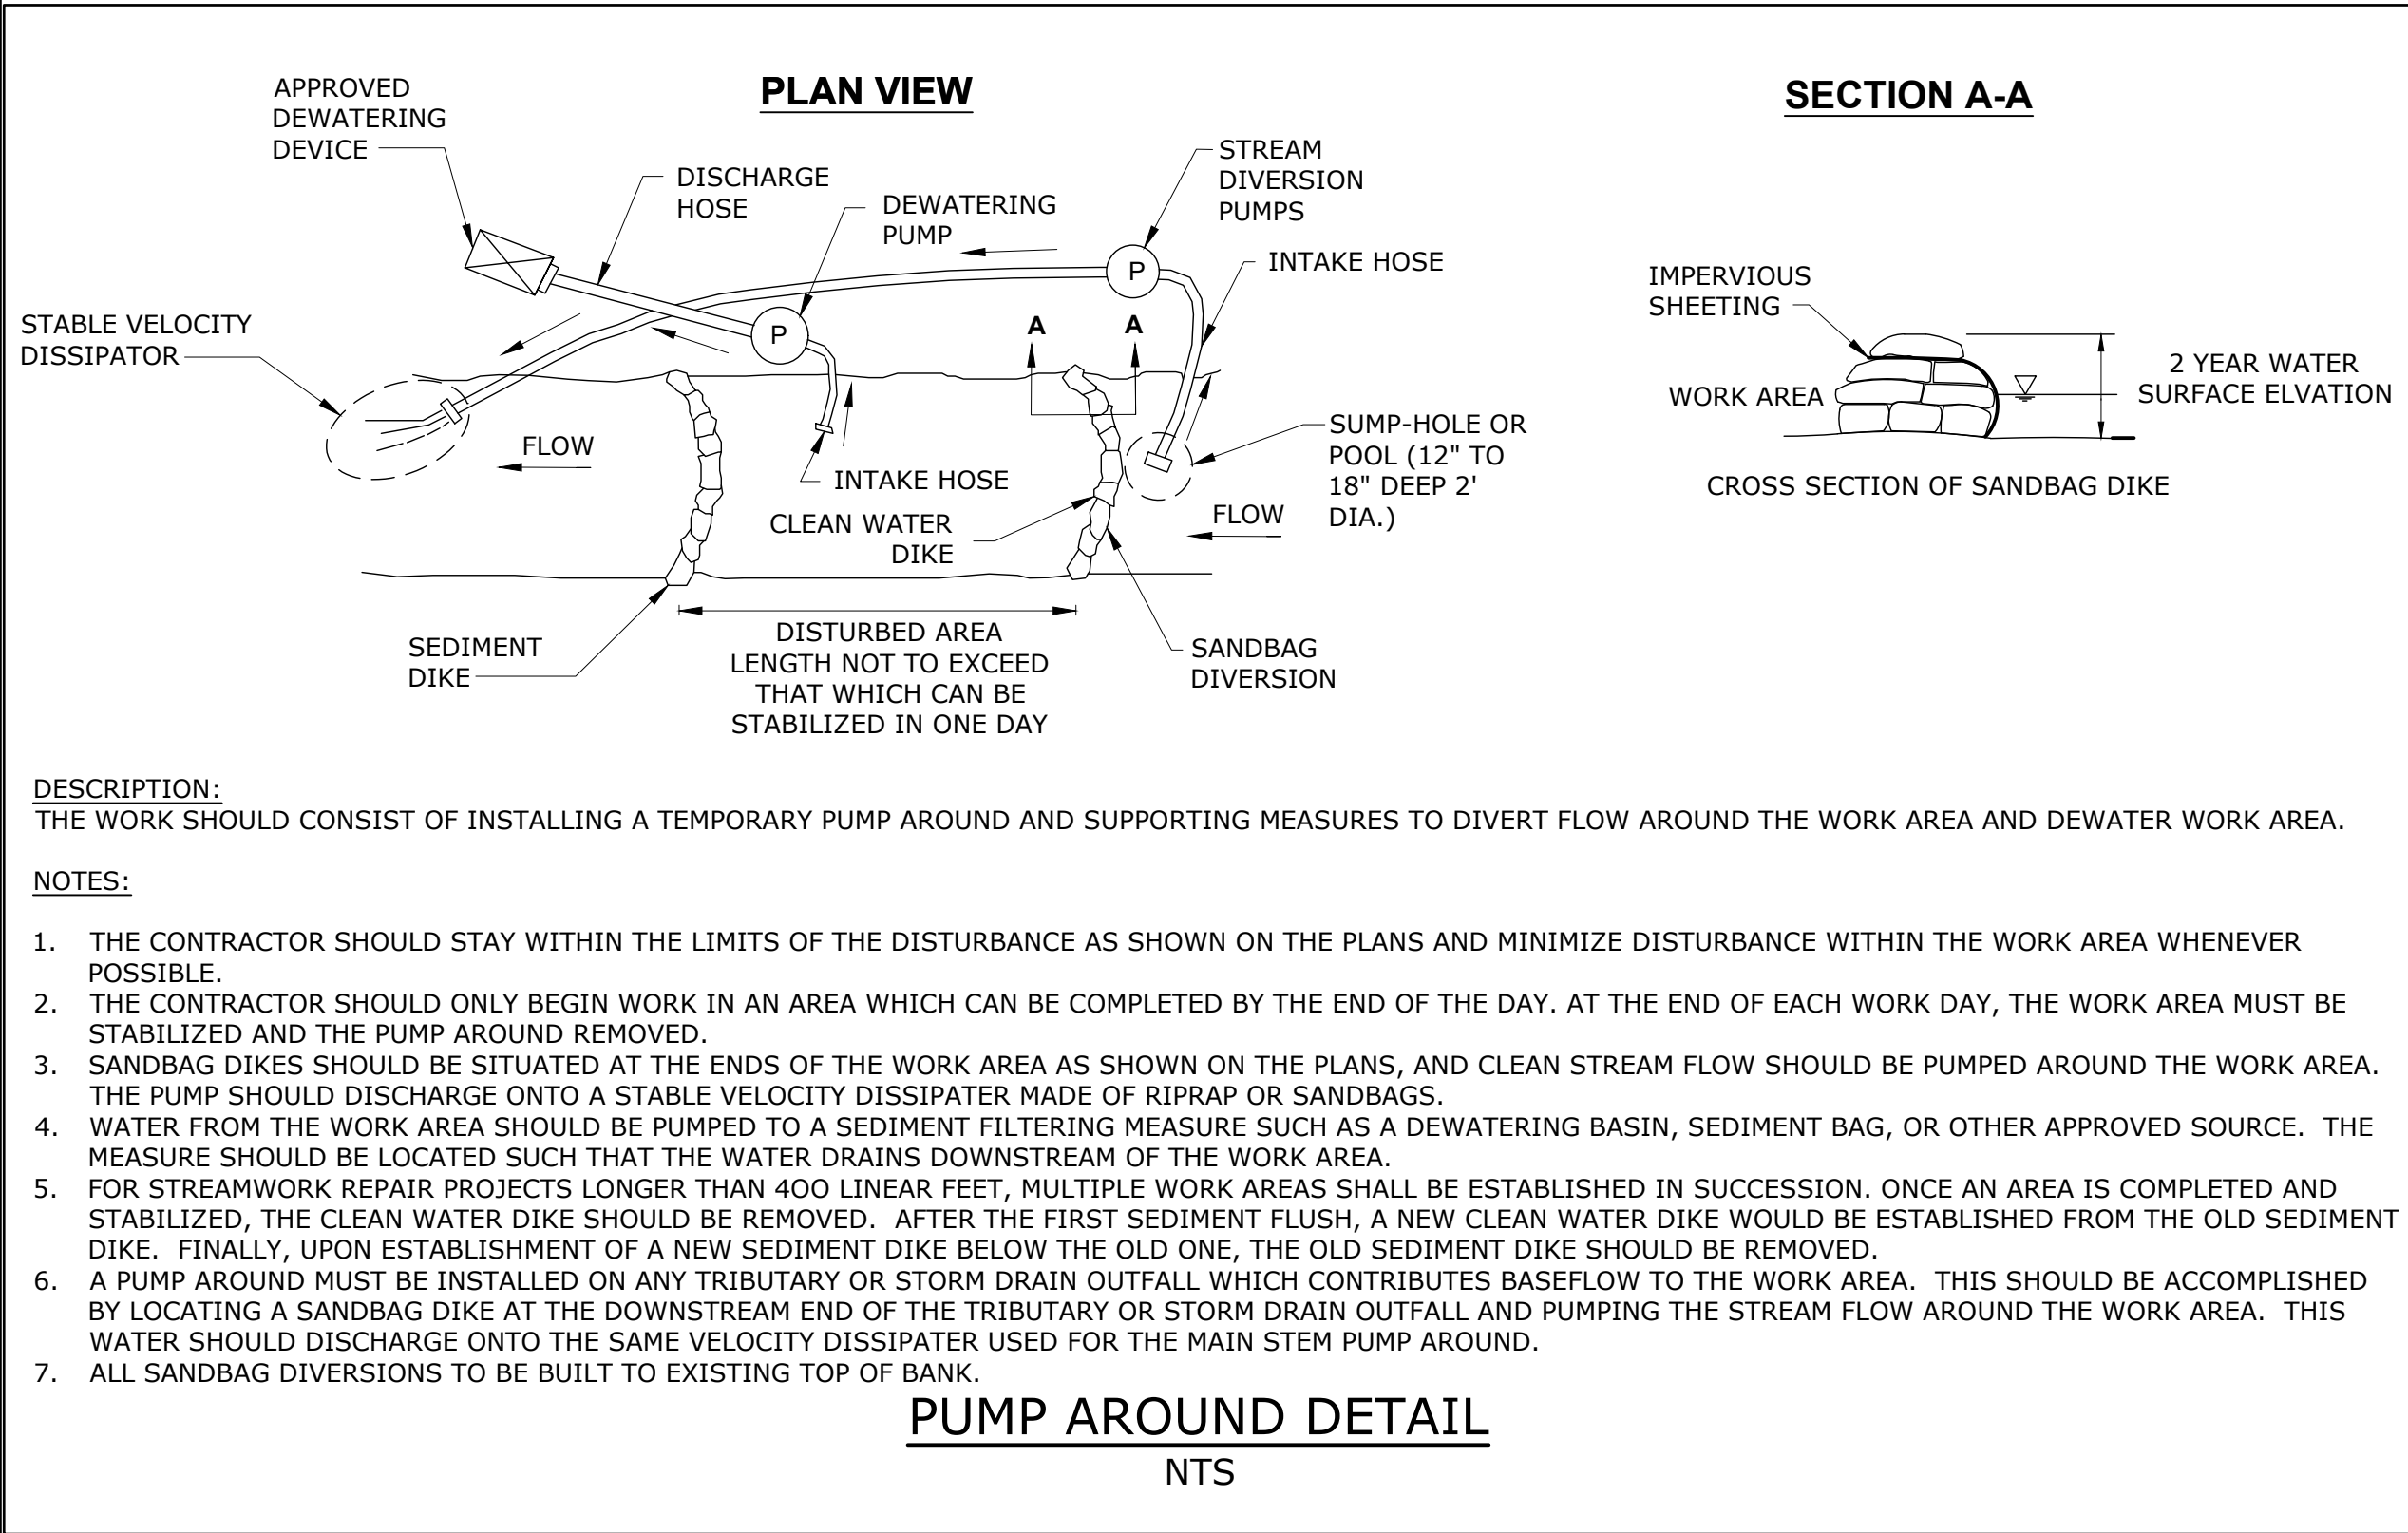 PLAN VIEW
SECTION A-A
APPROVED
DEWATERING
DEVICE
DISCHARGE
HOSE
DEWATERING
PUMP
STREAM
DIVERSION
PUMPS
INTAKE HOSE
P
P
A
A
STABLE VELOCITY
DISSIPATOR
FLOW
INTAKE HOSE
CLEAN WATER
DIKE
SUMP-HOLE OR
POOL (12" TO
18" DEEP 2'
DIA.)
FLOW
SEDIMENT
DIKE
DISTURBED AREA
LENGTH NOT TO EXCEED
THAT WHICH CAN BE
STABILIZED IN ONE DAY
SANDBAG
DIVERSION
IMPERVIOUS
SHEETING
WORK AREA
2 YEAR WATER
SURFACE ELVATION
CROSS SECTION OF SANDBAG DIKE
DESCRIPTION:
THE WORK SHOULD CONSIST OF INSTALLING A TEMPORARY PUMP AROUND AND SUPPORTING MEASURES TO DIVERT FLOW AROUND THE WORK AREA AND DEWATER WORK AREA.
NOTES:
1. THE CONTRACTOR SHOULD STAY WITHIN THE LIMITS OF THE DISTURBANCE AS SHOWN ON THE PLANS AND MINIMIZE DISTURBANCE WITHIN THE WORK AREA WHENEVER
POSSIBLE.
2. THE CONTRACTOR SHOULD ONLY BEGIN WORK IN AN AREA WHICH CAN BE COMPLETED BY THE END OF THE DAY. AT THE END OF EACH WORK DAY, THE WORK AREA MUST BE
STABILIZED AND THE PUMP AROUND REMOVED.
3. SANDBAG DIKES SHOULD BE SITUATED AT THE ENDS OF THE WORK AREA AS SHOWN ON THE PLANS, AND CLEAN STREAM FLOW SHOULD BE PUMPED AROUND THE WORK AREA.
THE PUMP SHOULD DISCHARGE ONTO A STABLE VELOCITY DISSIPATER MADE OF RIPRAP OR SANDBAGS.
4. WATER FROM THE WORK AREA SHOULD BE PUMPED TO A SEDIMENT FILTERING MEASURE SUCH AS A DEWATERING BASIN, SEDIMENT BAG, OR OTHER APPROVED SOURCE. THE
MEASURE SHOULD BE LOCATED SUCH THAT THE WATER DRAINS DOWNSTREAM OF THE WORK AREA.
5. FOR STREAMWORK REPAIR PROJECTS LONGER THAN 4OO LINEAR FEET, MULTIPLE WORK AREAS SHALL BE ESTABLISHED IN SUCCESSION. ONCE AN AREA IS COMPLETED AND
STABILIZED, THE CLEAN WATER DIKE SHOULD BE REMOVED. AFTER THE FIRST SEDIMENT FLUSH, A NEW CLEAN WATER DIKE WOULD BE ESTABLISHED FROM THE OLD SEDIMENT
DIKE. FINALLY, UPON ESTABLISHMENT OF A NEW SEDIMENT DIKE BELOW THE OLD ONE, THE OLD SEDIMENT DIKE SHOULD BE REMOVED.
6. A PUMP AROUND MUST BE INSTALLED ON ANY TRIBUTARY OR STORM DRAIN OUTFALL WHICH CONTRIBUTES BASEFLOW TO THE WORK AREA. THIS SHOULD BE ACCOMPLISHED
BY LOCATING A SANDBAG DIKE AT THE DOWNSTREAM END OF THE TRIBUTARY OR STORM DRAIN OUTFALL AND PUMPING THE STREAM FLOW AROUND THE WORK AREA. THIS
WATER SHOULD DISCHARGE ONTO THE SAME VELOCITY DISSIPATER USED FOR THE MAIN STEM PUMP AROUND.
7. ALL SANDBAG DIVERSIONS TO BE BUILT TO EXISTING TOP OF BANK.
PUMP AROUND DETAIL
NTS